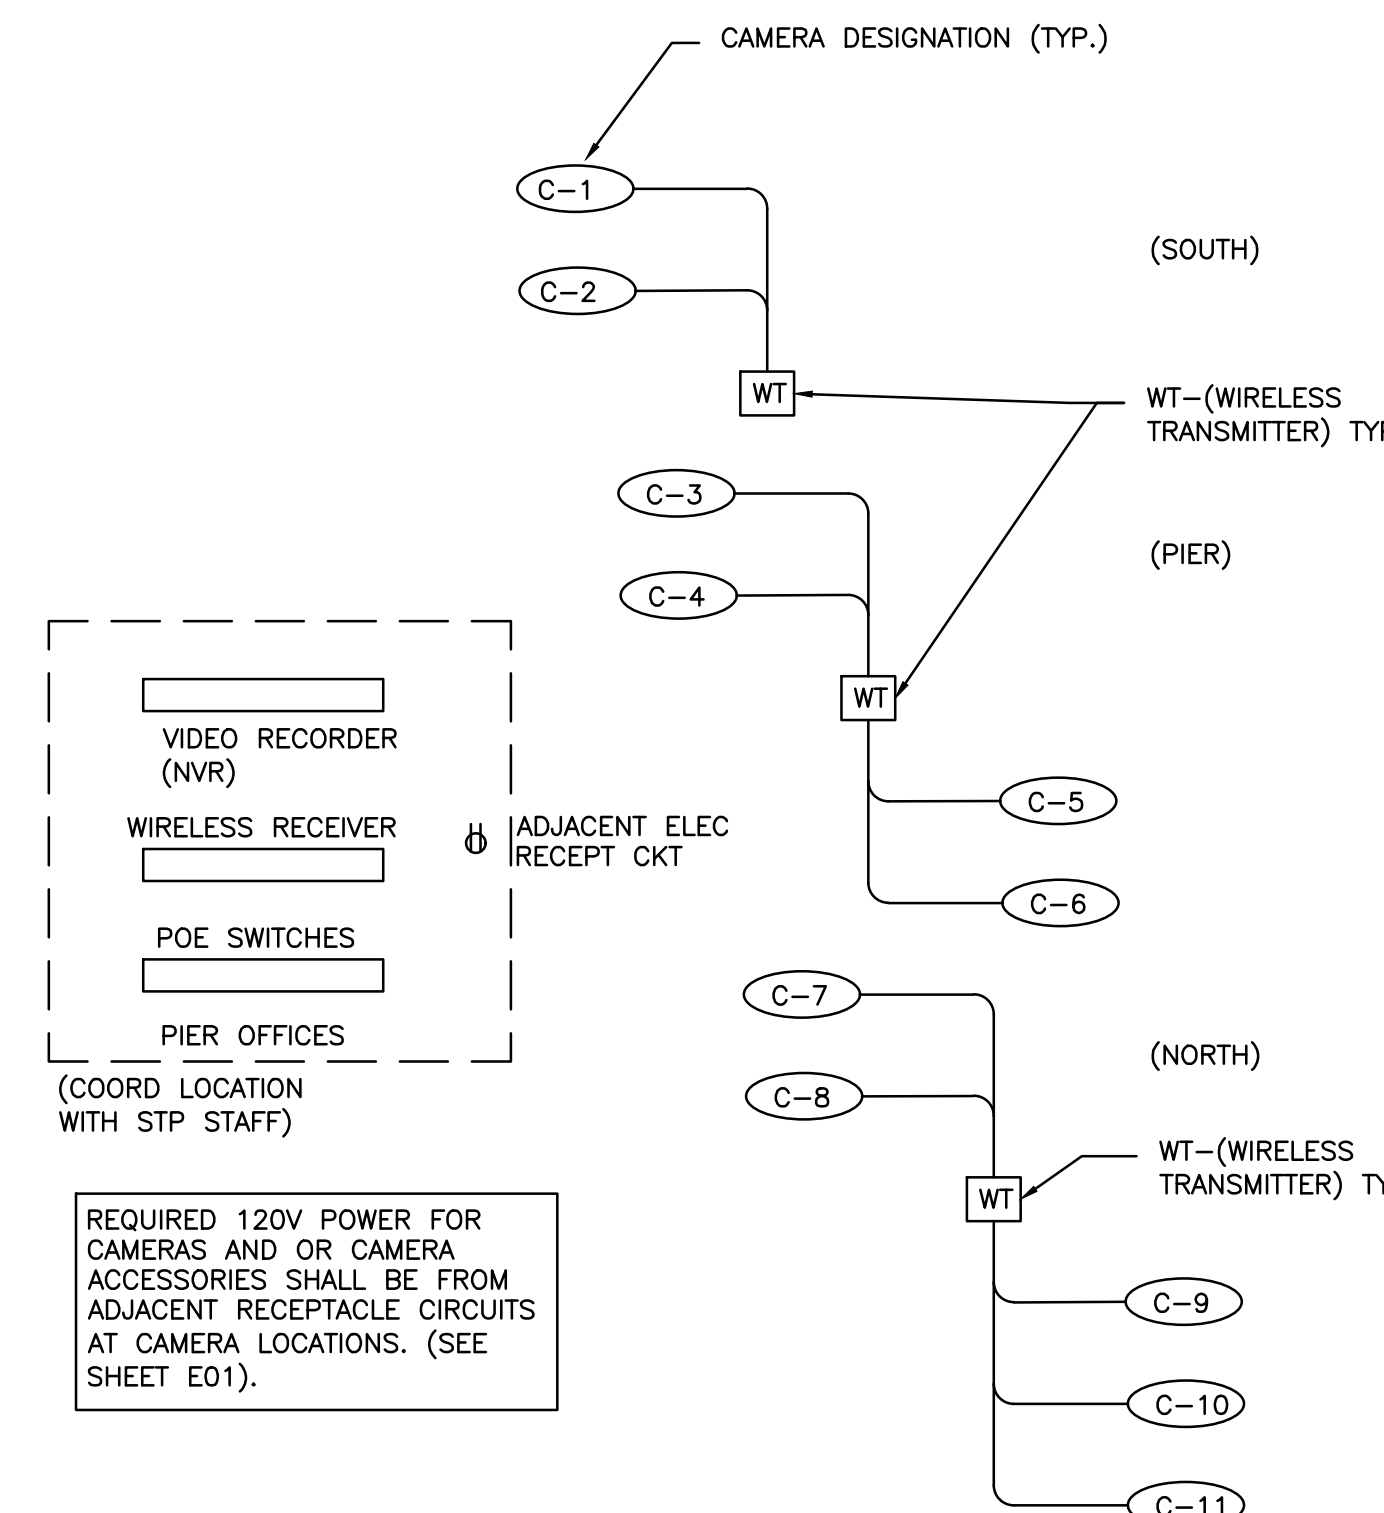 CAMERA DESIGNATION (TYP.)
C-1
(SOUTH)
C-2
WT
WT-(WIRELESS
TRANSMITTER)
C-3
(PIER)
C-4
WT
C-5
C-6
VIDEO RECORDER
(NVR)
WIRELESS RECEIVER
ADJACENT ELEC
RECEPT CKT
POE SWITCHES
PIER OFFICES
(COORD LOCATION
WITH STP STAFF)
C-7
(NORTH)
C-8
WT-(WIRELESS
TRANSMITTER)
WT
C-9
C-10
C-11
REQUIRED 120V POWER FOR
CAMERAS AND OR CAMERA
ACCESSORIES SHALL BE FROM
ADJACENT RECEPTACLE CIRCUITS
AT CAMERA LOCATIONS. (SEE
SHEET E01).